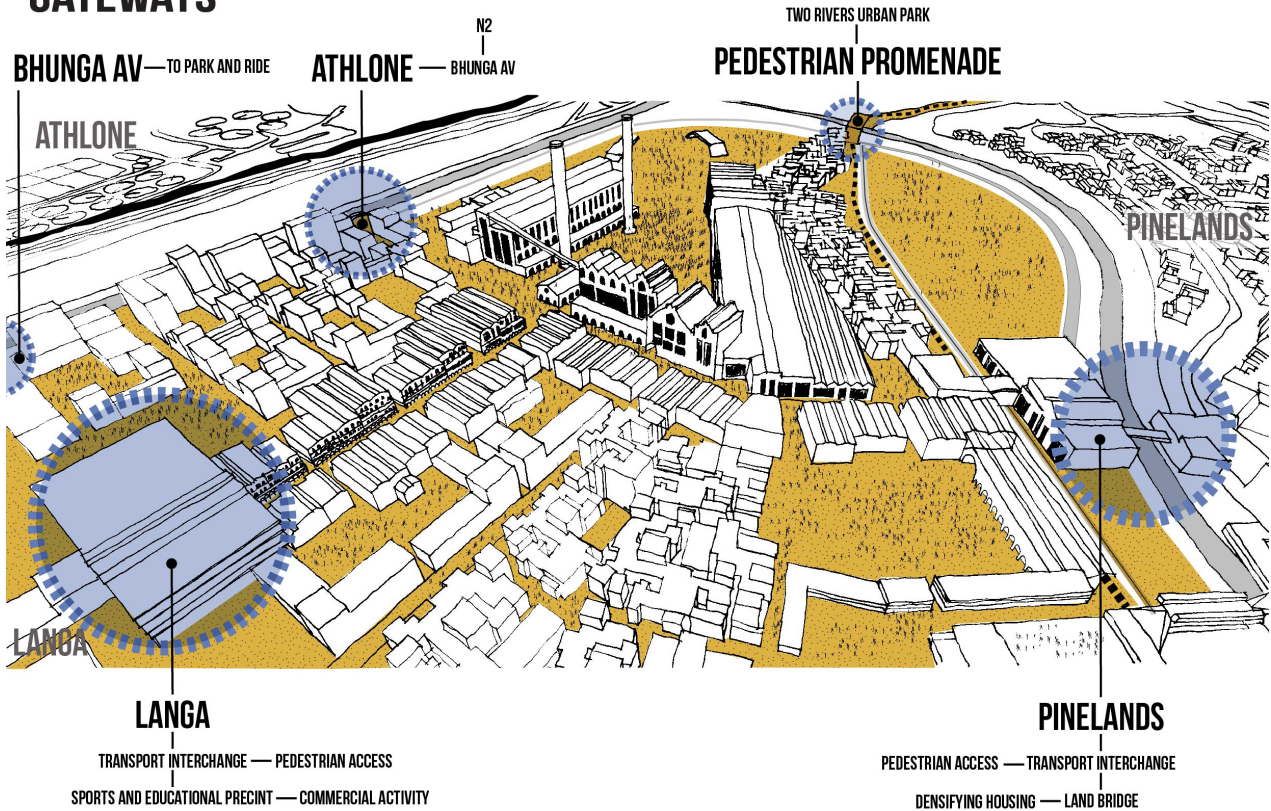 GATEWAYS
N2
TWO RIVERS URBAN PARK
BHUNGA AV — TO PARK AND RIDE
ATHLONE — BHUNGA AV
PEDESTRIAN PROMENADE
ATHLONE
PINELANDS
LANGA
LANGA
TRANSPORT INTERCHANGE — PEDESTRIAN ACCESS
SPORTS AND EDUCATIONAL PRECINT — COMMERCIAL ACTIVITY
PINELANDS
PEDESTRIAN ACCESS — TRANSPORT INTERCHANGE
DENSIFYING HOUSING — LAND BRIDGE